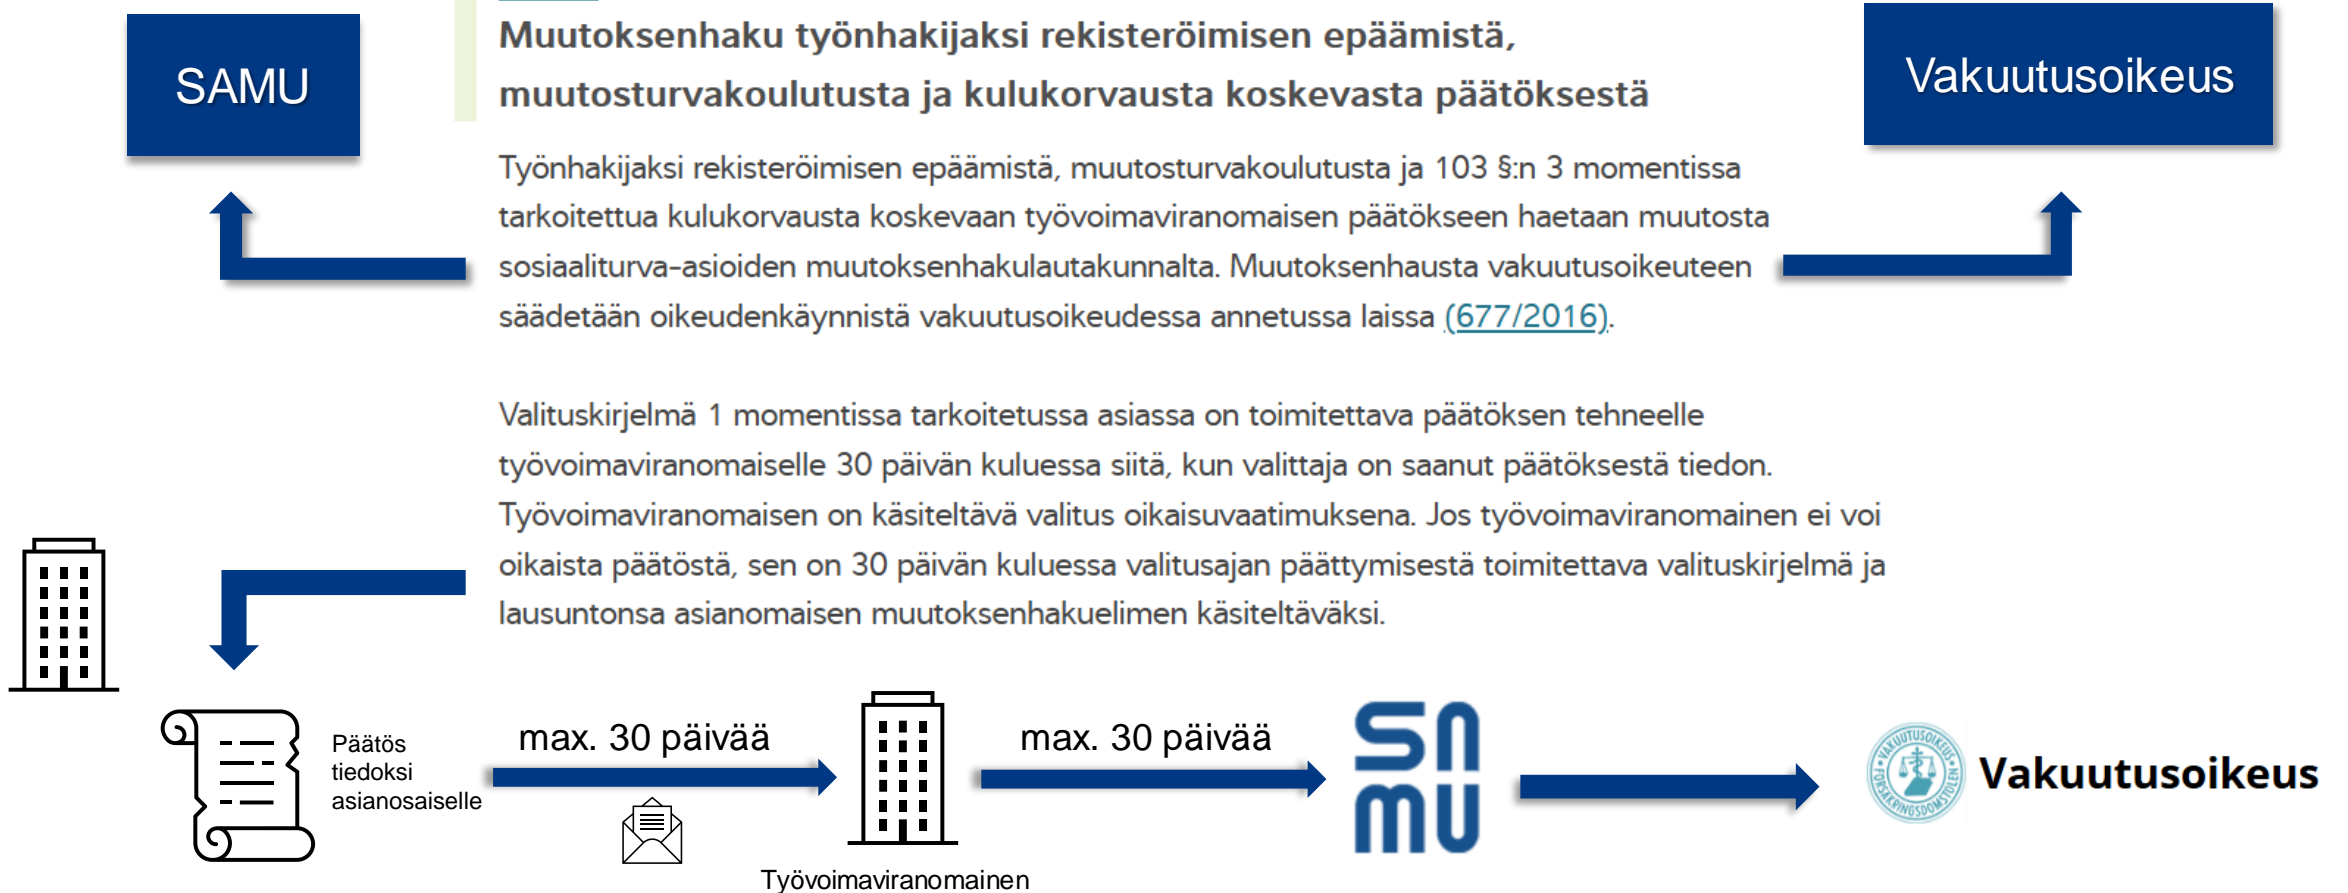 SAMU
Muutoksenhaku työnhakijaksi rekisteröimisen epäämistä,
muutosturvakoulutusta ja kulukorvausta koskevasta päätöksestä
Vakuutusoikeus
Työnhakijaksi rekisteröimisen epäämistä, muutosturvakoulutusta ja 103 §:n 3 momentissa
tarkoitettua kulukorvausta koskevaan työvoimaviranomaisen päätökseen haetaan muutosta
sosiaaliturva-asioiden muutoksenhakulautakunnalta. Muutoksenhausta vakuutusoikeuteen
säädetään oikeudenkäynnistä vakuutusoikeudessa annetussa laissa (677/2016).
Valituskirjelmä 1 momentissa tarkoitetussa asiassa on toimitettava päätöksen tehneelle
työvoimaviranomaiselle 30 päivän kuluessa siitä, kun valittaja on saanut päätöksestä tiedon.
Työvoimaviranomaisen on käsiteltävä valitus oikaisuvaatimuksena. Jos työvoimaviranomainen ei voi
oikaista päätöstä, sen on 30 päivän kuluessa valitusajan päättymisestä toimitettava valituskirjelmä ja
lausuntonsa asianomaisen muutoksenhakuelimen käsiteltäväksi.
Päätös
tiedoksi
asianosaiselle
max. 30 päivää
Työvoimaviranomainen
max. 30 päivää
SAMU
VAKUUTUSOIKEUS
FÖRSÄKRINGSDOMSTOLEN
Vakuutusoikeus